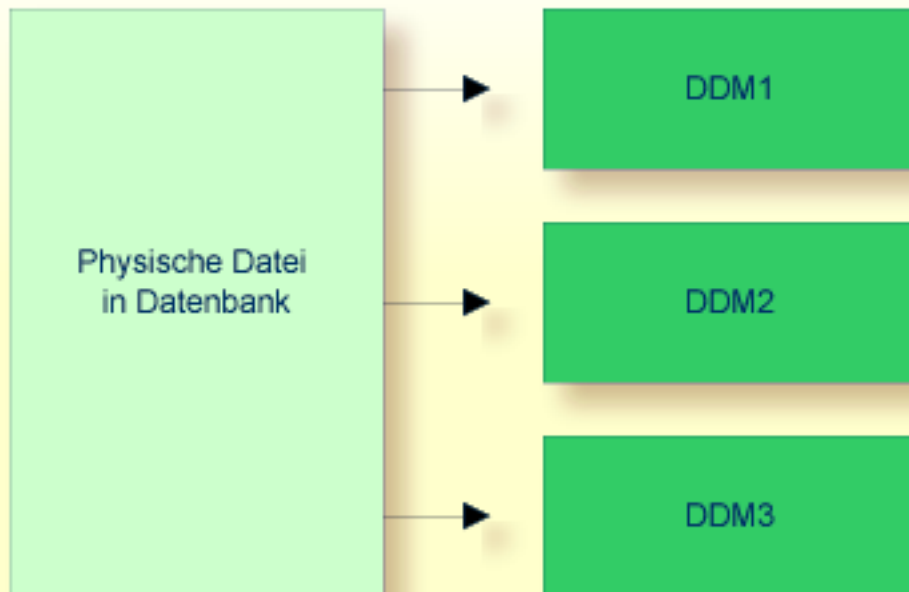 Physische Datei
in Datenbank
DDM1
DDM2
DDM3